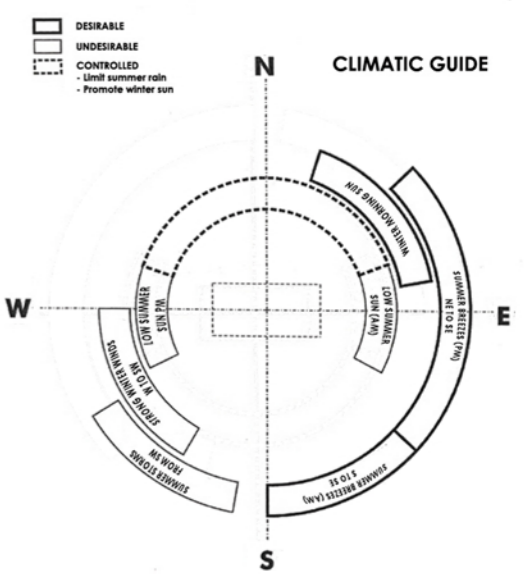 DESIRABLE
UNDESIRABLE
CONTROLLED
- Limit summer rain
- Promote winter sun
CLIMATIC GUIDE
N
WINTER MORNING SUN
SUMMER BREEZES (PM)
NE TO SE
LOW SUMMER
SUN PM
LOW SUMMER
SUN (AM)
W
E
STRONG WINTER WINDS
W TO SW
SUMMER STORMS
FROM SW
SUMMER BREEZES (AM)
S TO SE
S